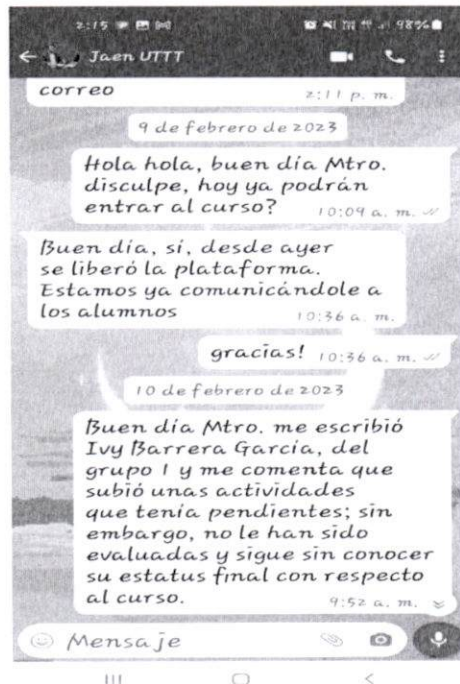 2:15
98%
Jaen UTTT
correo
2:11 p. m.
9 de febrero de 2023
Hola hola, buen día Mtro.
disculpe, hoy ya podrán
entrar al curso?
10:09 a. m.
Buen día, sí, desde ayer
se liberó la plataforma.
Estamos ya comunicándole a
los alumnos
10:36 a. m.
gracias! 10:36 a. m.
10 de febrero de 2023
Buen día Mtro. me escribió
Ivy Barrera García, del
grupo 1 y me comenta que
subió unas actividades
que tenía pendientes; sin
embargo, no le han sido
evaluadas y sigue sin conocer
su estatus final con respecto
al curso.
9:52 a. m.
Mensaje